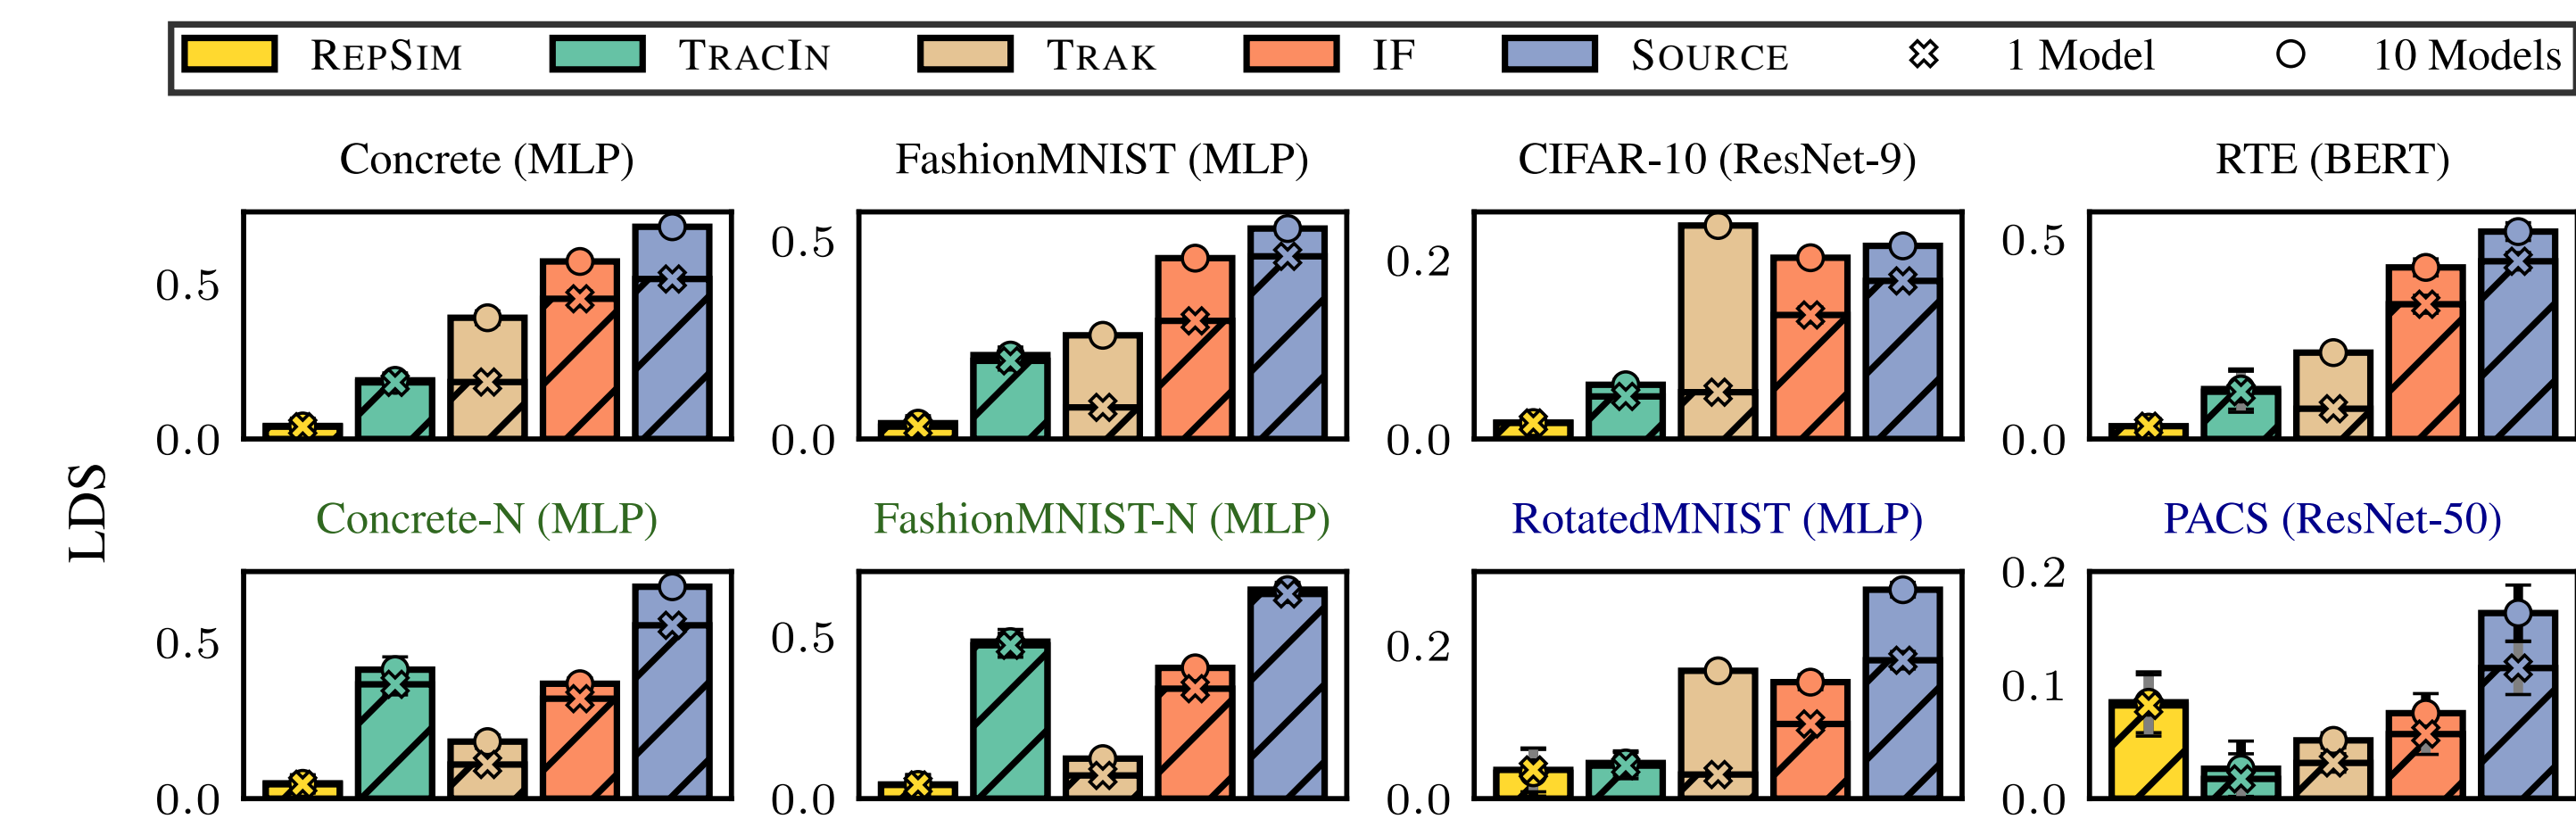 REPSIM TRACIN TRAK IF SOURCE 1 Model 10 Models
Concrete (MLP) FashionMNIST (MLP) CIFAR-10 (ResNet-9) RTE (BERT)
0.5 0.5 0.2 0.5
0.0 0.0 0.0 0.0
LDS
Concrete-N (MLP) FashionMNIST-N (MLP) RotatedMNIST (MLP) PACS (ResNet-50)
0.2
0.5 0.5 0.2 0.1
0.0 0.0 0.0 0.0